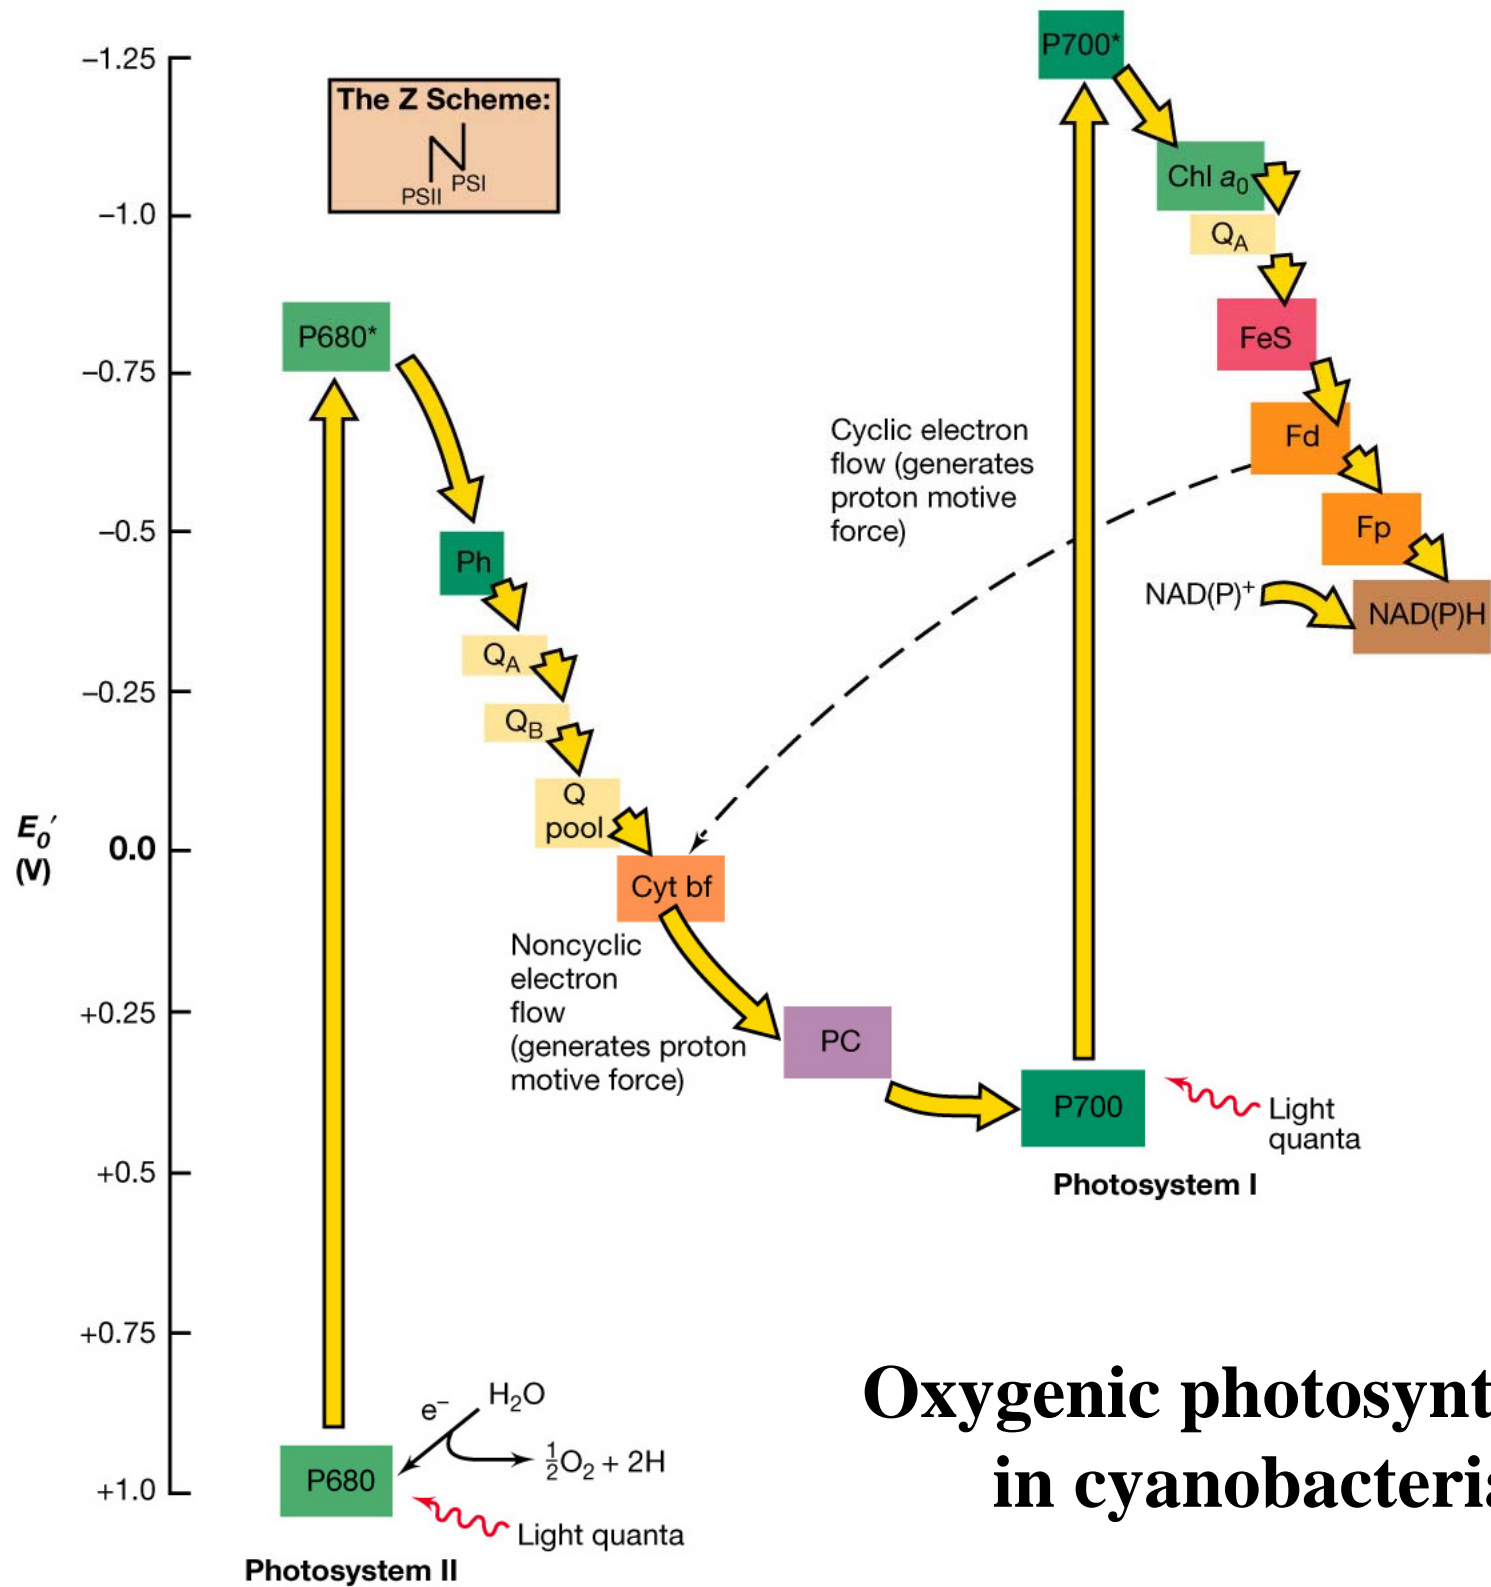 −1.25
−1.0
−0.75
−0.5
−0.25
0.0
+0.25
+0.5
+0.75
+1.0
E₀′
(V)
The Z Scheme:
PSII
PSI
P680*
Ph
Q_A
Q_B
Q
pool
Cyt bf
Noncyclic
electron
flow
(generates proton
motive force)
PC
P700
Light
quanta
Photosystem I
P700*
Chl a₀
Q_A
FeS
Fd
Fp
NAD(P)⁺
NAD(P)H
Cyclic electron
flow (generates
proton motive
force)
H₂O
e⁻
½O₂ + 2H
P680
Light quanta
Photosystem II
Oxygenic photosynt
in cyanobacteri